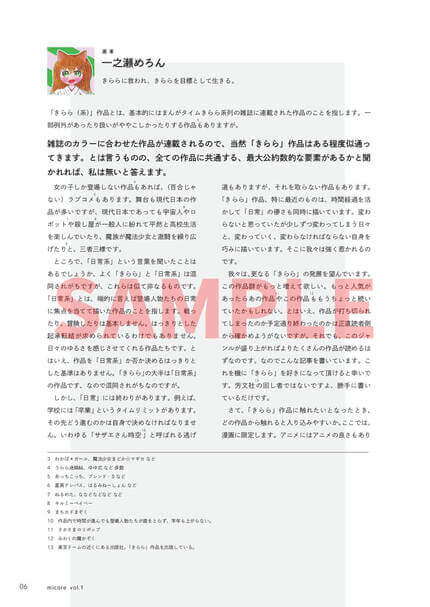 選 者
一之瀬めろん
きららに救われ、きららを目標として生きる。
「きらら（系）」作品とは、基本的にはまんがタイムきらら系列の雑誌に連載された作品のことを指します。一
部例外があったり扱いがややこしかったりする作品もありますが。
雑誌のカラーに合わせた作品が連載されるので、当然「きらら」作品はある程度似通っ
てきます。とは言うものの、全ての作品に共通する、最大公約数的な要素があるかと聞
かれれば、私は無いと答えます。
女の子しか登場しない作品もあれば、（百合じゃ
ない）ラブコメもあります。舞台も現代日本の作
品が多いですが、現代日本であっても宇宙人やロ
ボットや殺し屋が一般人に紛れて平然と高校生活
を楽しんでいたり、魔族が魔法少女と激闘を繰り広
げたりと、三者三様です。
ところで、「日常系」という言葉を聞いたことは
あるでしょうか。よく「きらら」と「日常系」は混
同されがちですが、これらは似て非なるものです。
「日常系」とは、端的に言えば登場人物たちの日常
に焦点を当てて描いた作品のことを指します。戦っ
たり、冒険したりは基本しません。はっきりとした
起承転結が求められているわけでもありません。
日々のゆるさを感じさせてくれる作品たちです。と
はいえ、作品を「日常系」か否か決めるはっきりと
した基準はありません。「きらら」の大半は「日常系」
の作品です、なので混同されがちなのですが。
しかし、「日常」には終わりがあります。例えば、
学校には「卒業」というタイムリミットがあります。
その先どう進むのかは自身で決めなければなりませ
ん。いわゆる「サザエさん時空」と呼ばれる逃げ
道もありますが、それを取らない作品もあります。
「きらら」作品、特に最近のものは、時間経過を活
かして「日常」の儚さも同時に描いています。変わ
らないと思っていたが少しずつ変わってしまう日々
と、変わっていく、変わらなければならない自身を
巧みに描いています。そこに我々は強く惹かれるの
です。
我々は、更なる「きらら」の発展を望んでいます。
この作品群がもっと増えて欲しい。もっと人気が
あったらあの作品やこの作品ももうちょっと続い
ていたかもしれない。とはいえ、作品が打ち切られ
てしまったのか予定通り終わったのかは正直読者側
から確かめようがないですが。それでも、このジャ
ンルが盛り上がればよりたくさんの作品が読めるは
ずなのです。なのでこんな記事を書いています。こ
れを機に「きらら」を好きになって頂けると幸いで
す。芳文社の回し者ではないですよ、勝手に書い
ているだけです。
さて、「きらら」作品に触れたいとなったとき、
どの作品から触れると入りやすいか。ここでは、
漫画に限定します。アニメにはアニメの良さもあり
3 わかば＊ガール、魔法少女まどか☆マギカ など
4 うらら迷路帖、ゆゆ式 など 多数
5 あっちこっち、ブレンド・S など
6 星屑テレパス、はるみねーしょん など
7 ぬるめた、なななどなどなど など
8 キルミーベイベー
9 まちカドまぞく
10 作品内で時間が進んでも登場人物たちが歳をとらず、学年も上がらない。
11 さかさまロリポップ
12 ふわくの魔かぞく
13 東京ドームの近くにある出版社。「きらら」作品を出版している。
06 micare vol.1
SAMPLE